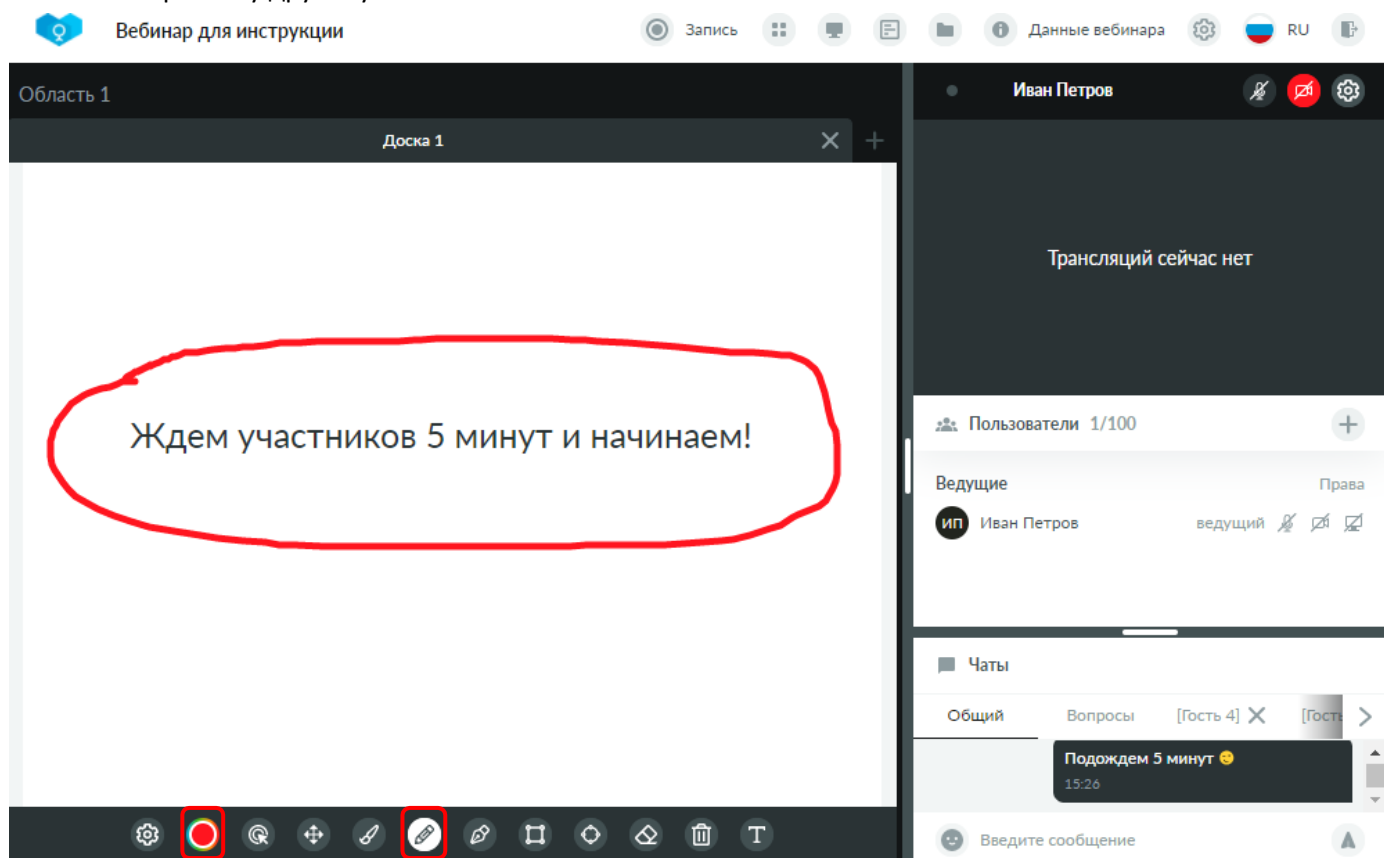 Вебинар для инструкции
Запись
Данные вебинара
RU
Область 1
Доска 1
Ждем участников 5 минут и начинаем!
Иван Петров
Трансляций сейчас нет
Пользователи 1/100
Ведущие Права
ИП Иван Петров ведущий
Чаты
Общий Вопросы [Гость 4] [Гость
Подождем 5 минут
15:26
Введите сообщение
T